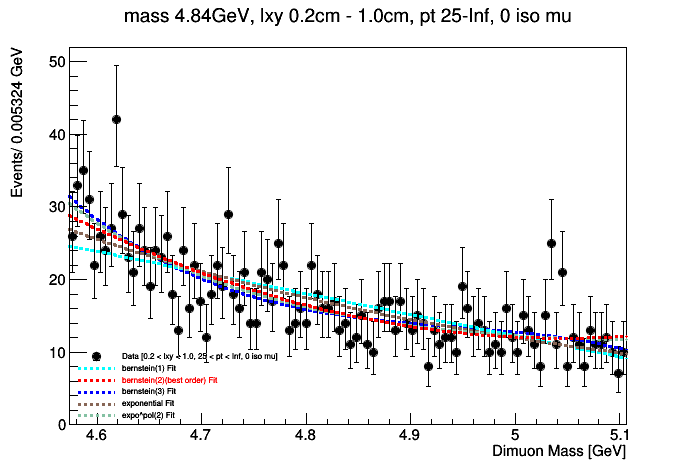 mass 4.84GeV, lxy 0.2cm - 1.0cm, pt 25-Inf, 0 iso mu
Events/ 0.005324 GeV
50
40
30
20
10
0
Data [0.2 < lxy < 1.0, 25 < pt < Inf, 0 iso mu]
bernstein(1) Fit
bernstein(2)(best order) Fit
bernstein(3) Fit
exponential Fit
expo^pol(2) Fit
4.6 4.7 4.8 4.9 5 5.1
Dimuon Mass [GeV]